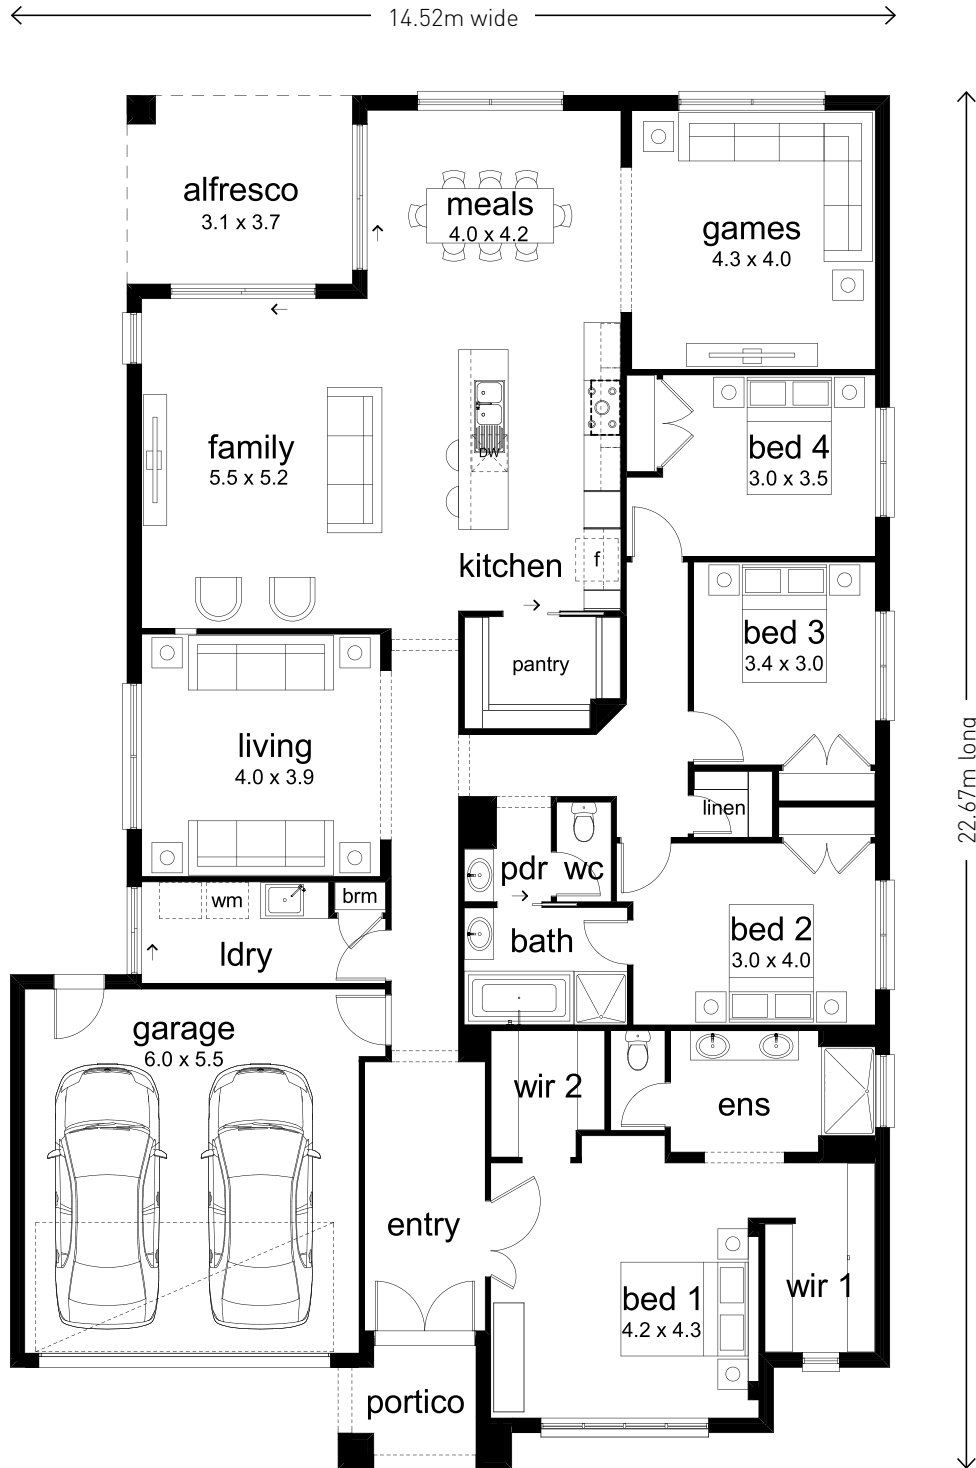 14.52m wide
alfresco
3.1 x 3.7
meals
4.0 x 4.2
games
4.3 x 4.0
family
5.5 x 5.2
DW
bed 4
3.0 x 3.5
kitchen
f
pantry
bed 3
3.4 x 3.0
living
4.0 x 3.9
linen
22.67m long
pdr
wc
wm
brm
ldry
bath
bed 2
3.0 x 4.0
garage
6.0 x 5.5
wir 2
ens
entry
bed 1
4.2 x 4.3
wir 1
portico